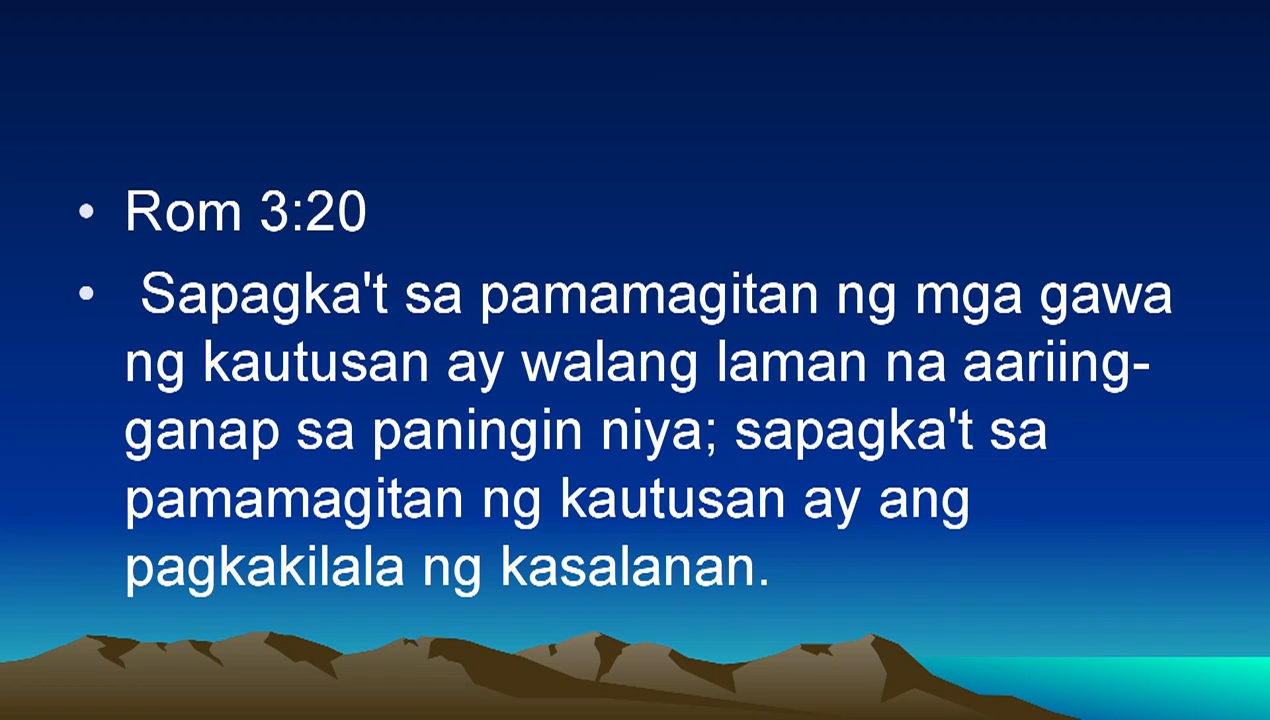 • Rom 3:20
• Sapagka't sa pamamagitan ng mga gawa
ng kautusan ay walang laman na aariing-
ganap sa paningin niya; sapagka't sa
pamamagitan ng kautusan ay ang
pagkakilala ng kasalanan.